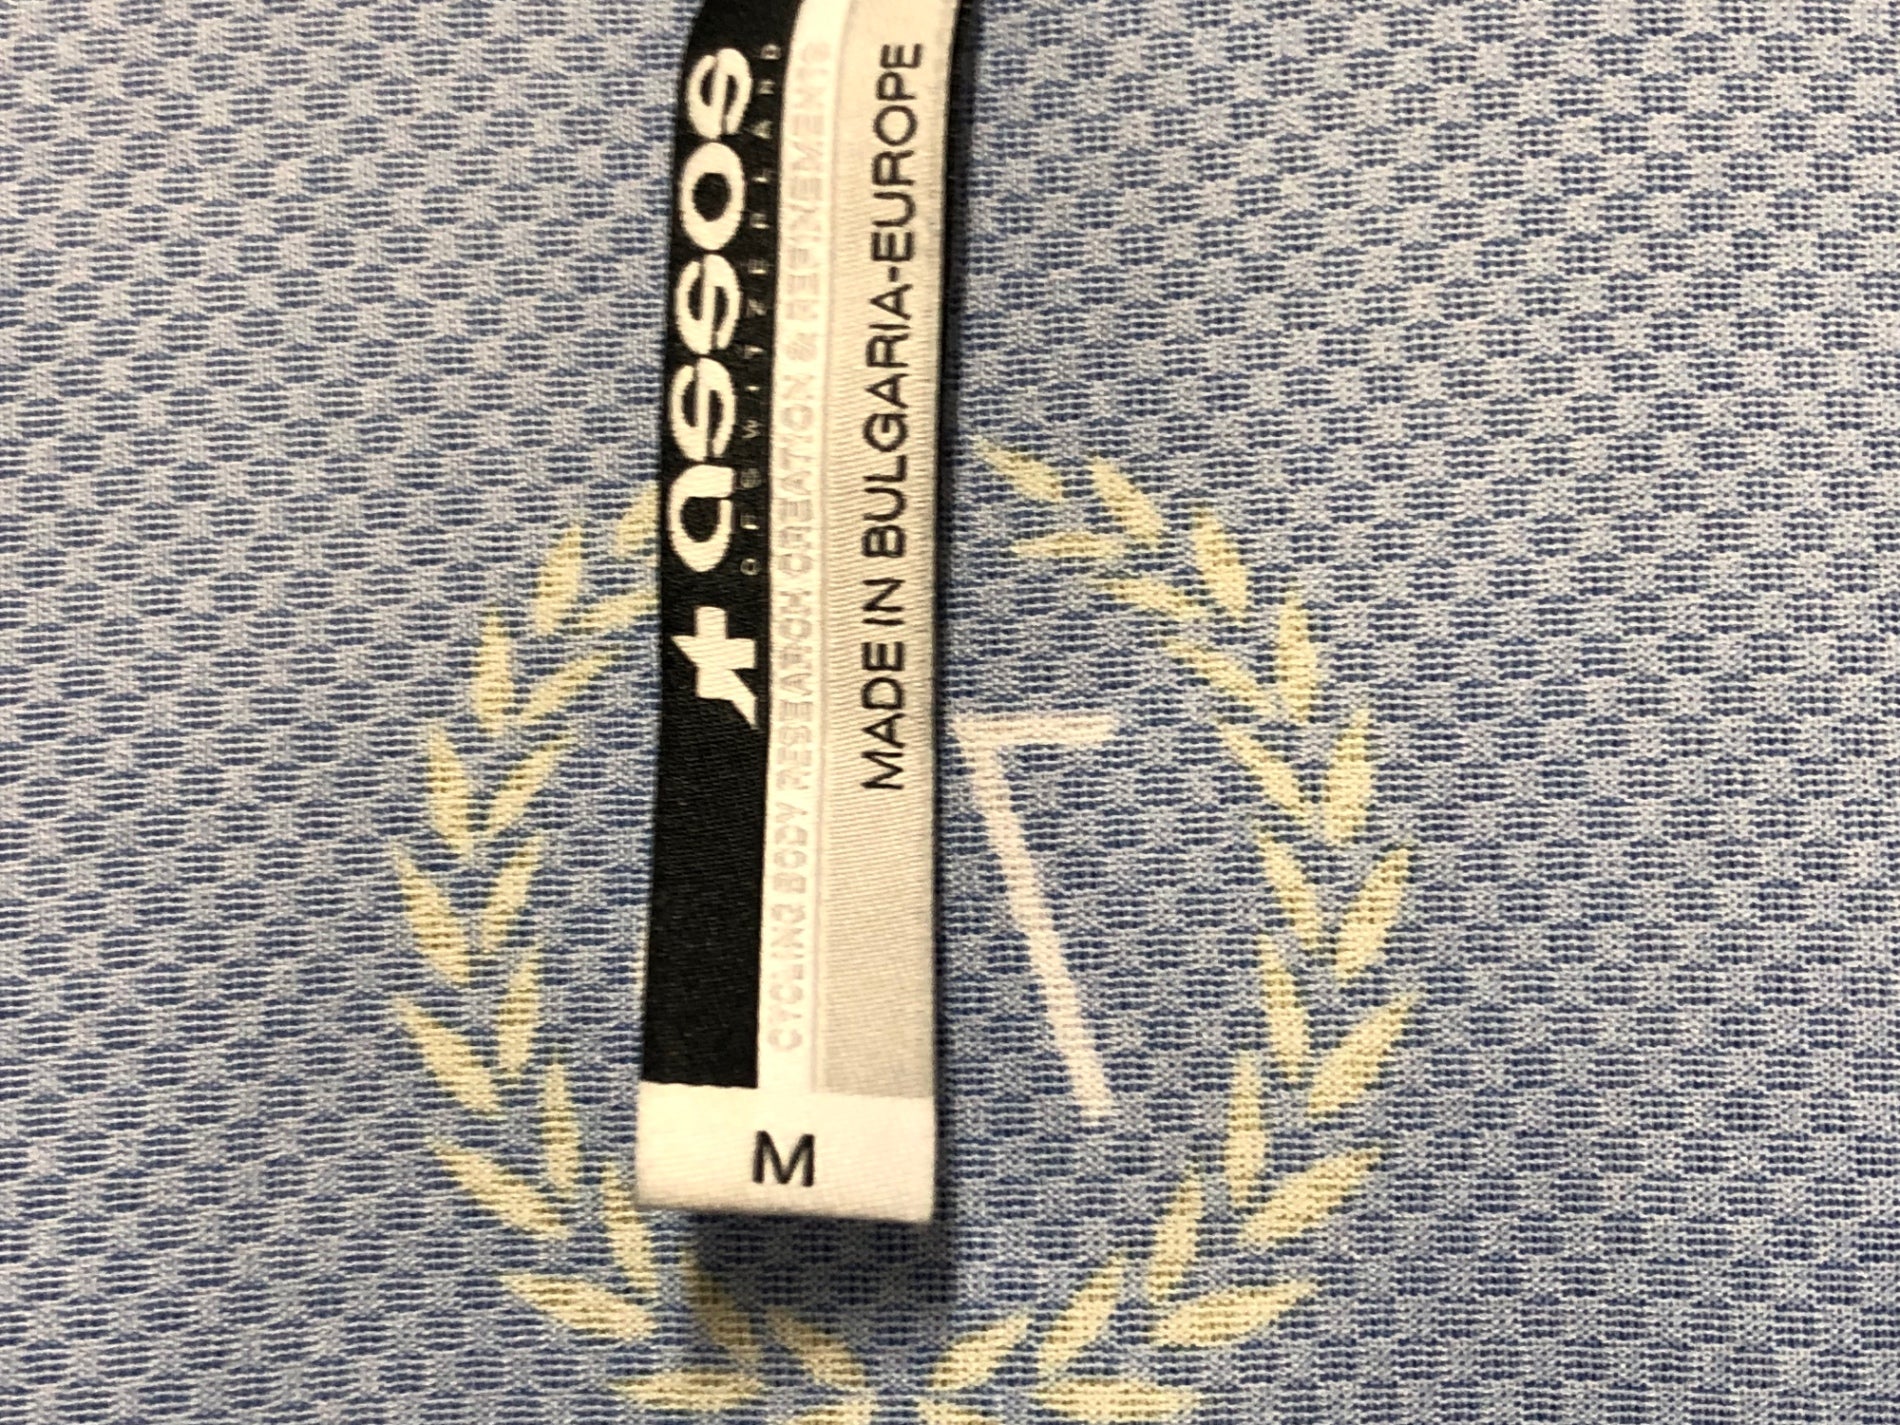 assos
OF SWITZERLAND
CYCLING BODY RESEARCH CREATION & REFINEMENTS
MADE IN BULGARIA-EUROPE
M